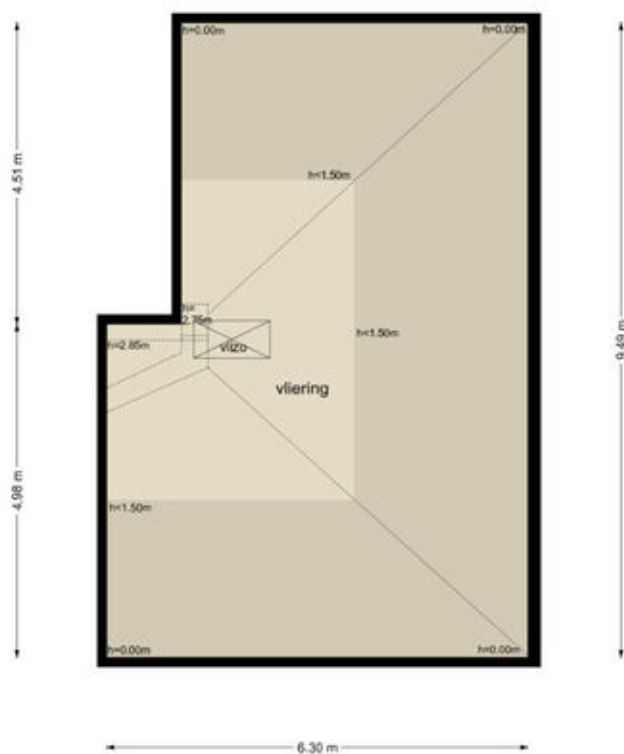 h=0.00m
h=0.00m
4.51 m
h<1.50m
h=
2.75m
h=2.85m
vlizo
h<1.50m
9.49 m
vliering
4.98 m
h<1.50m
h=0.00m
h=0.00m
6.30 m